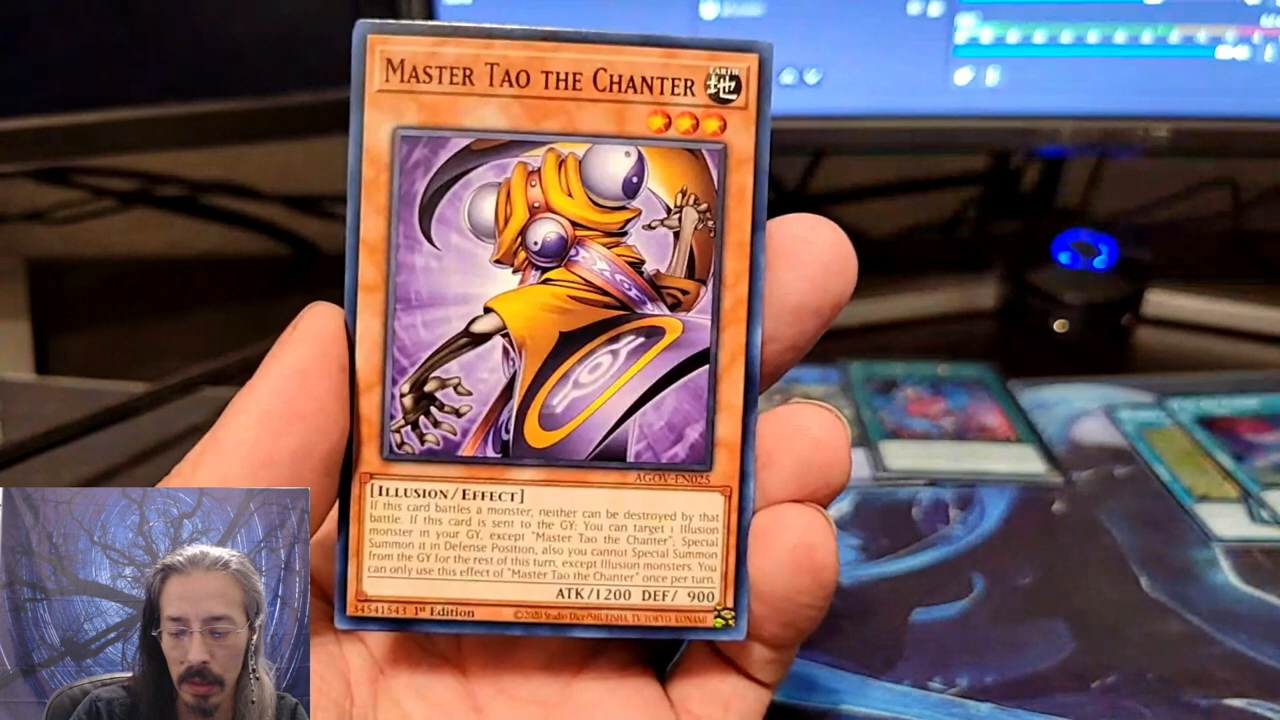 MASTER TAO THE CHANTER
EARTH
地
AGOV-EN025
[ILLUSION/EFFECT]
If this card battles a monster, neither can be destroyed by that
battle. If this card is sent to the GY: You can target 1 Illusion
monster in your GY, except "Master Tao the Chanter"; Special
Summon it in Defense Position, also you cannot Special Summon
from the GY for the rest of this turn, except Illusion monsters. You
can only use this effect of "Master Tao the Chanter" once per turn.
ATK/1200 DEF/ 900
34541543 1st Edition ©2020 Studio Dice/SHUEISHA, TV TOKYO, KONAMI